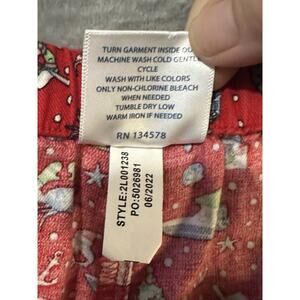 TURN GARMENT INSIDE OUT
MACHINE WASH COLD GENTLE
CYCLE
WASH WITH LIKE COLORS
ONLY NON-CHLORINE BLEACH
WHEN NEEDED
TUMBLE DRY LOW
WARM IRON IF NEEDED
RN 134578
STYLE:2L001238
PO:5026981
06/2022